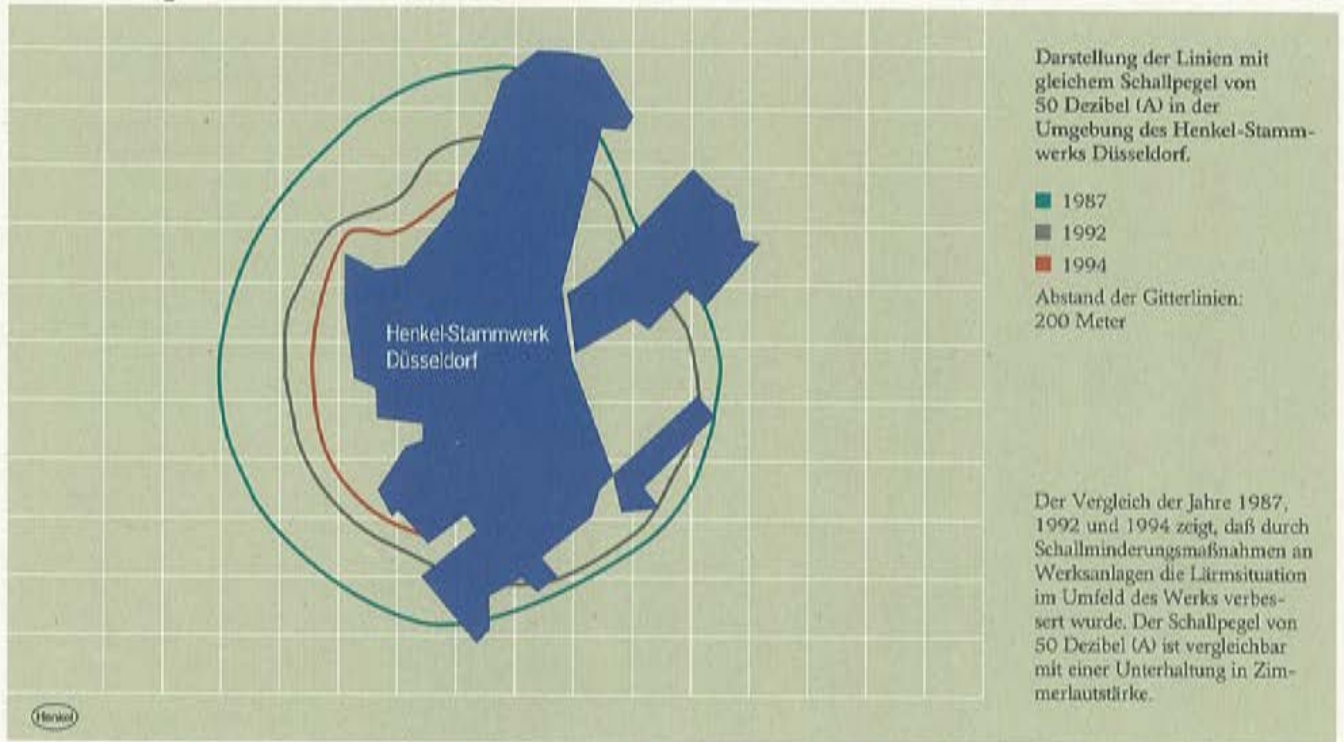 Darstellung der Linien mit
gleichem Schallpegel von
50 Dezibel (A) in der
Umgebung des Henkel-Stamm-
werks Düsseldorf.
1987
1992
1994
Abstand der Gitterlinien:
200 Meter
Henkel-Stammwerk
Düsseldorf
Der Vergleich der Jahre 1987,
1992 und 1994 zeigt, daß durch
Schallminderungsmaßnahmen an
Werksanlagen die Lärmsituation
im Umfeld des Werks verbes-
sert wurde. Der Schallpegel von
50 Dezibel (A) ist vergleichbar
mit einer Unterhaltung in Zim-
merlautstärke.
Henkel